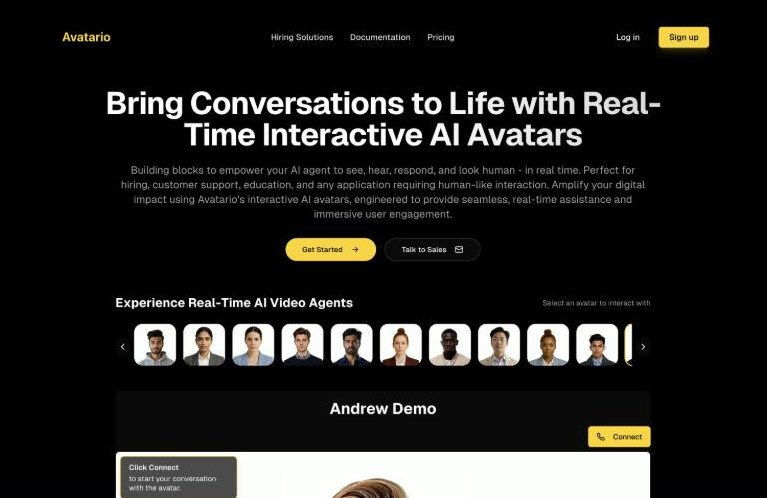 Avatario
Hiring Solutions
Documentation
Pricing
Log in
Sign up
Bring Conversations to Life with Real-
Time Interactive AI Avatars
Building blocks to empower your AI agent to see, hear, respond, and look human - in real time. Perfect for
hiring, customer support, education, and any application requiring human-like interaction. Amplify your digital
impact using Avatario's interactive AI avatars, engineered to provide seamless, real-time assistance and
immersive user engagement.
Get Started
Talk to Sales
Experience Real-Time AI Video Agents
Select an avatar to interact with
Andrew Demo
Connect
Click Connect
to start your conversation
with the avatar.